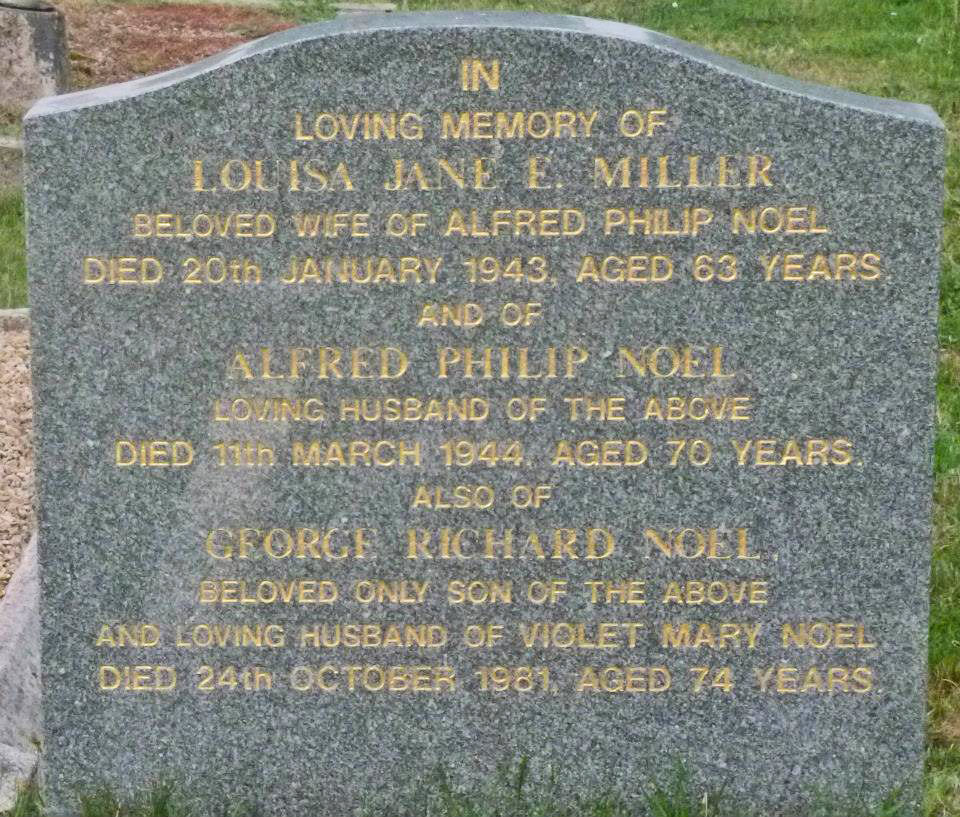 IN
LOVING MEMORY OF
LOUISA JANE E. MILLER
BELOVED WIFE OF ALFRED PHILIP NOEL
DIED 20th JANUARY 1943, AGED 63 YEARS.
AND OF
ALFRED PHILIP NOEL
LOVING HUSBAND OF THE ABOVE
DIED 11th MARCH 1944, AGED 70 YEARS.
ALSO OF
GEORGE RICHARD NOEL,
BELOVED ONLY SON OF THE ABOVE
AND LOVING HUSBAND OF VIOLET MARY NOEL
DIED 24th OCTOBER 1981, AGED 74 YEARS.